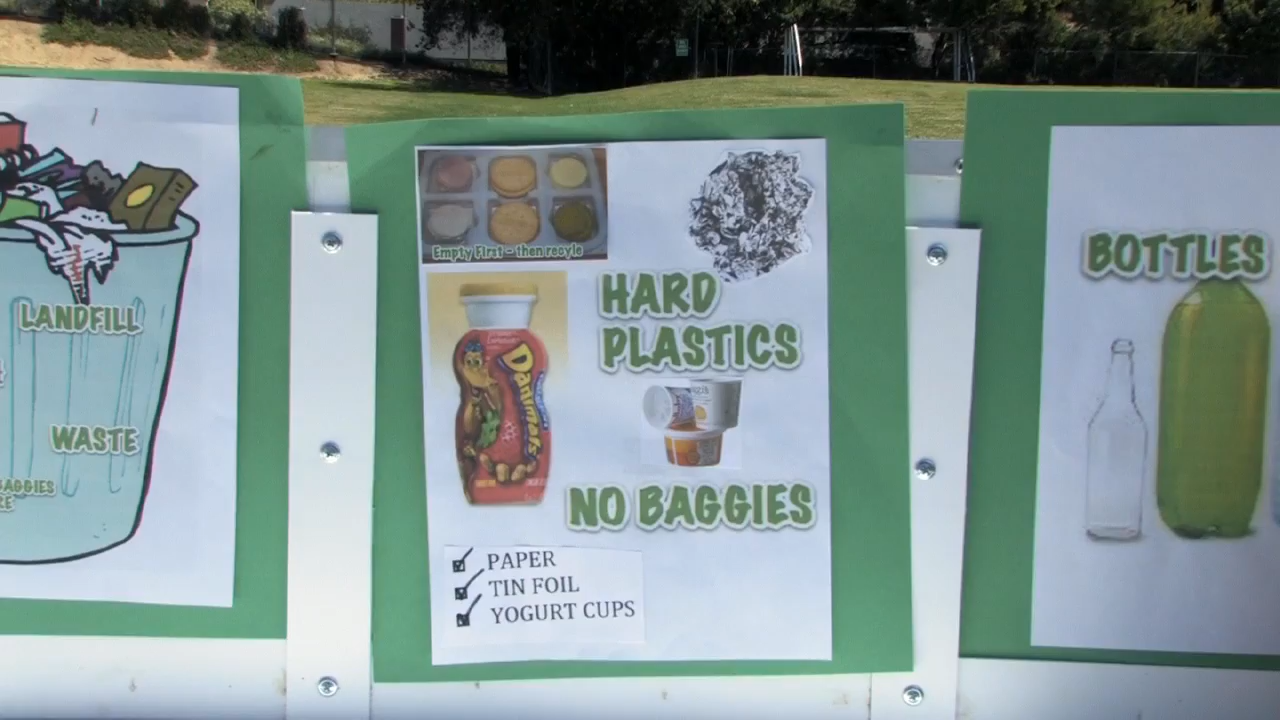 LANDFILL
WASTE
BAGGIES
Empty First - then recyle
HARD
PLASTICS
Danimals
NO BAGGIES
PAPER
TIN FOIL
YOGURT CUPS
BOTTLES